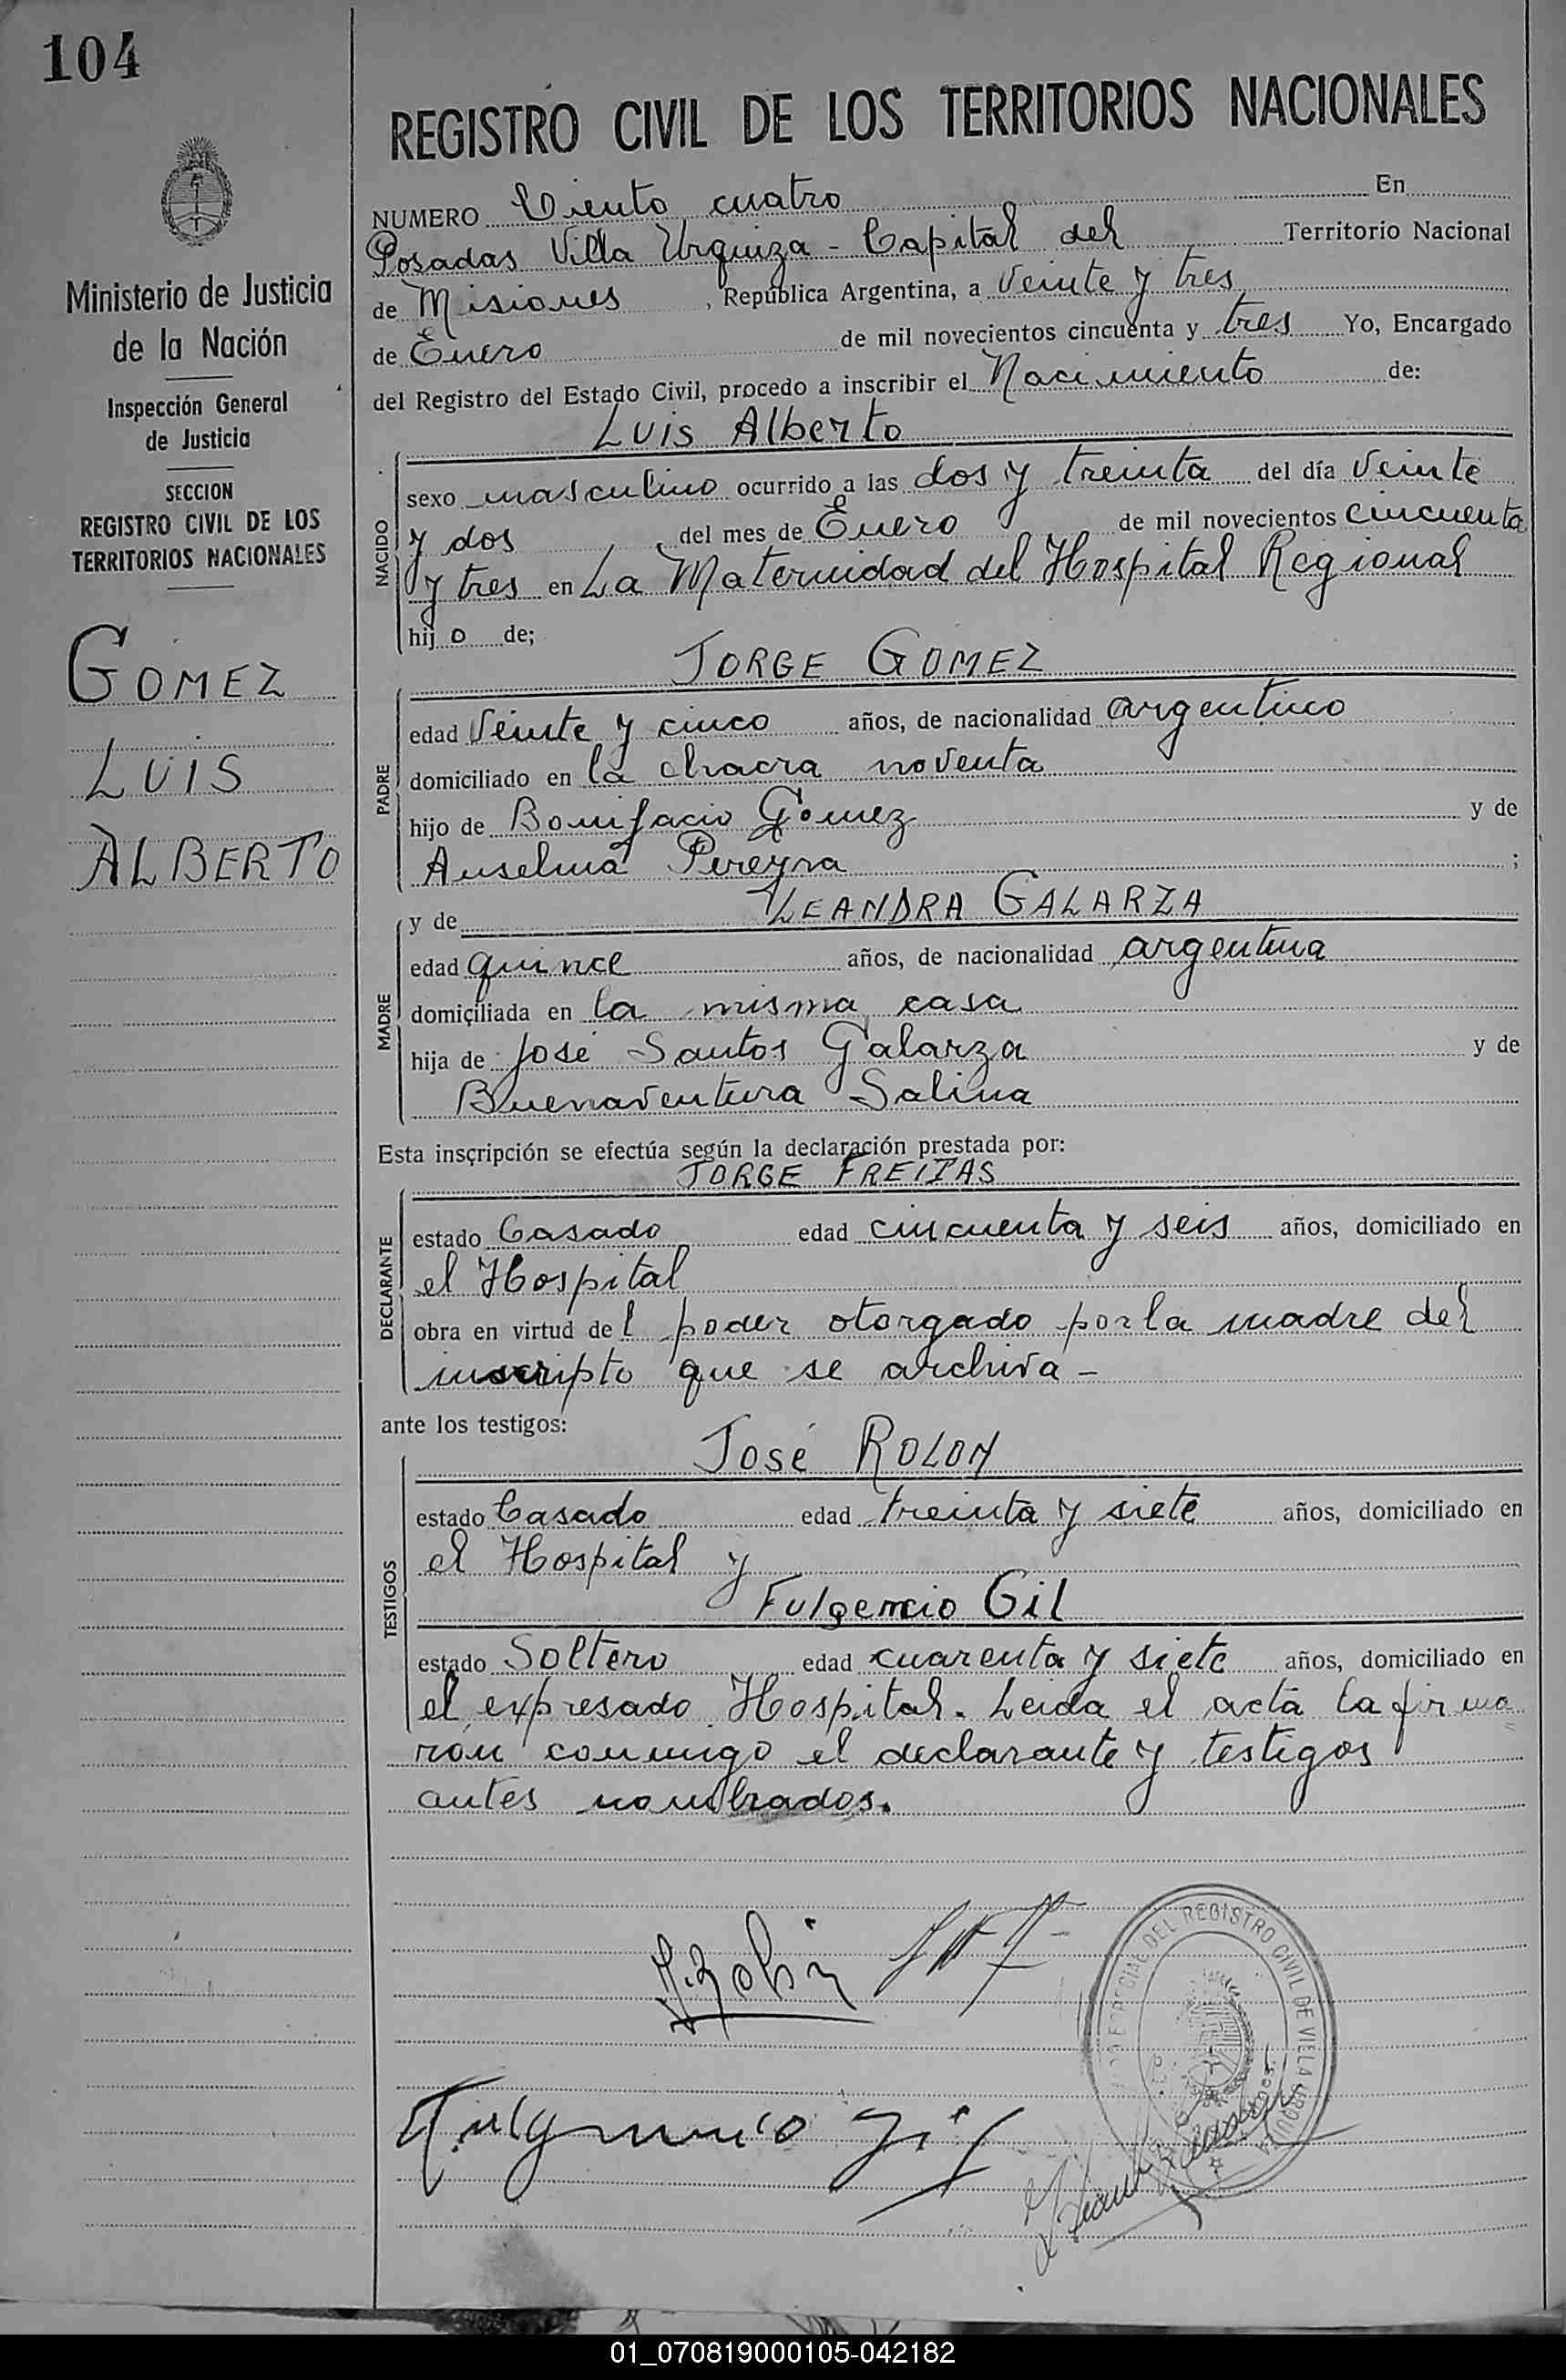 104
Ministerio de Justicia
de la Nación
Inspección General
de Justicia
SECCION
REGISTRO CIVIL DE LOS
TERRITORIOS NACIONALES
GOMEZ
LUIS
ALBERTO
REGISTRO CIVIL DE LOS TERRITORIOS NACIONALES
NUMERO Ciento cuatro En
Posadas Villa Urquiza - Capital del Territorio Nacional
de Misiones, República Argentina, a veinte y tres
de Enero de mil novecientos cincuenta y tres Yo, Encargado
del Registro del Estado Civil, procedo a inscribir el Nacimiento de:
Luis Alberto
NACIDO
sexo masculino ocurrido a las dos y treinta del día veinte
y dos, del mes de Enero de mil novecientos cincuenta
y tres en La Maternidad del Hospital Regional
hijo de;
JORGE GOMEZ
PADRE
edad veinte y cinco años, de nacionalidad argentino
domiciliado en la chacra noventa
hijo de Bonifacio Gomez y de
Anselma Pereyra;
y de LEANDRA GALARZA
MADRE
edad quince años, de nacionalidad argentina
domiciliada en la misma casa
hija de José Santos Galarza y de
Buenaventura Salina
Esta inscripción se efectúa según la declaración prestada por:
JORGE FREITAS
DECLARANTE
estado Casado edad cincuenta y seis años, domiciliado en
el Hospital
obra en virtud del poder otorgado por la madre del
inscripto que se archiva -
ante los testigos:
José ROLON
TESTIGOS
estado Casado edad treinta y siete años, domiciliado en
el Hospital y
Fulgencio Gil
estado Soltero edad cuarenta y siete años, domiciliado en
el expresado Hospital. Leida el acta la firma
ron conmigo el declarante y testigos
antes nombrados.
Fulgencio Gil
DEL REGISTRO CIVIL DE VILLA URQUIZA
01_070819000105-042182